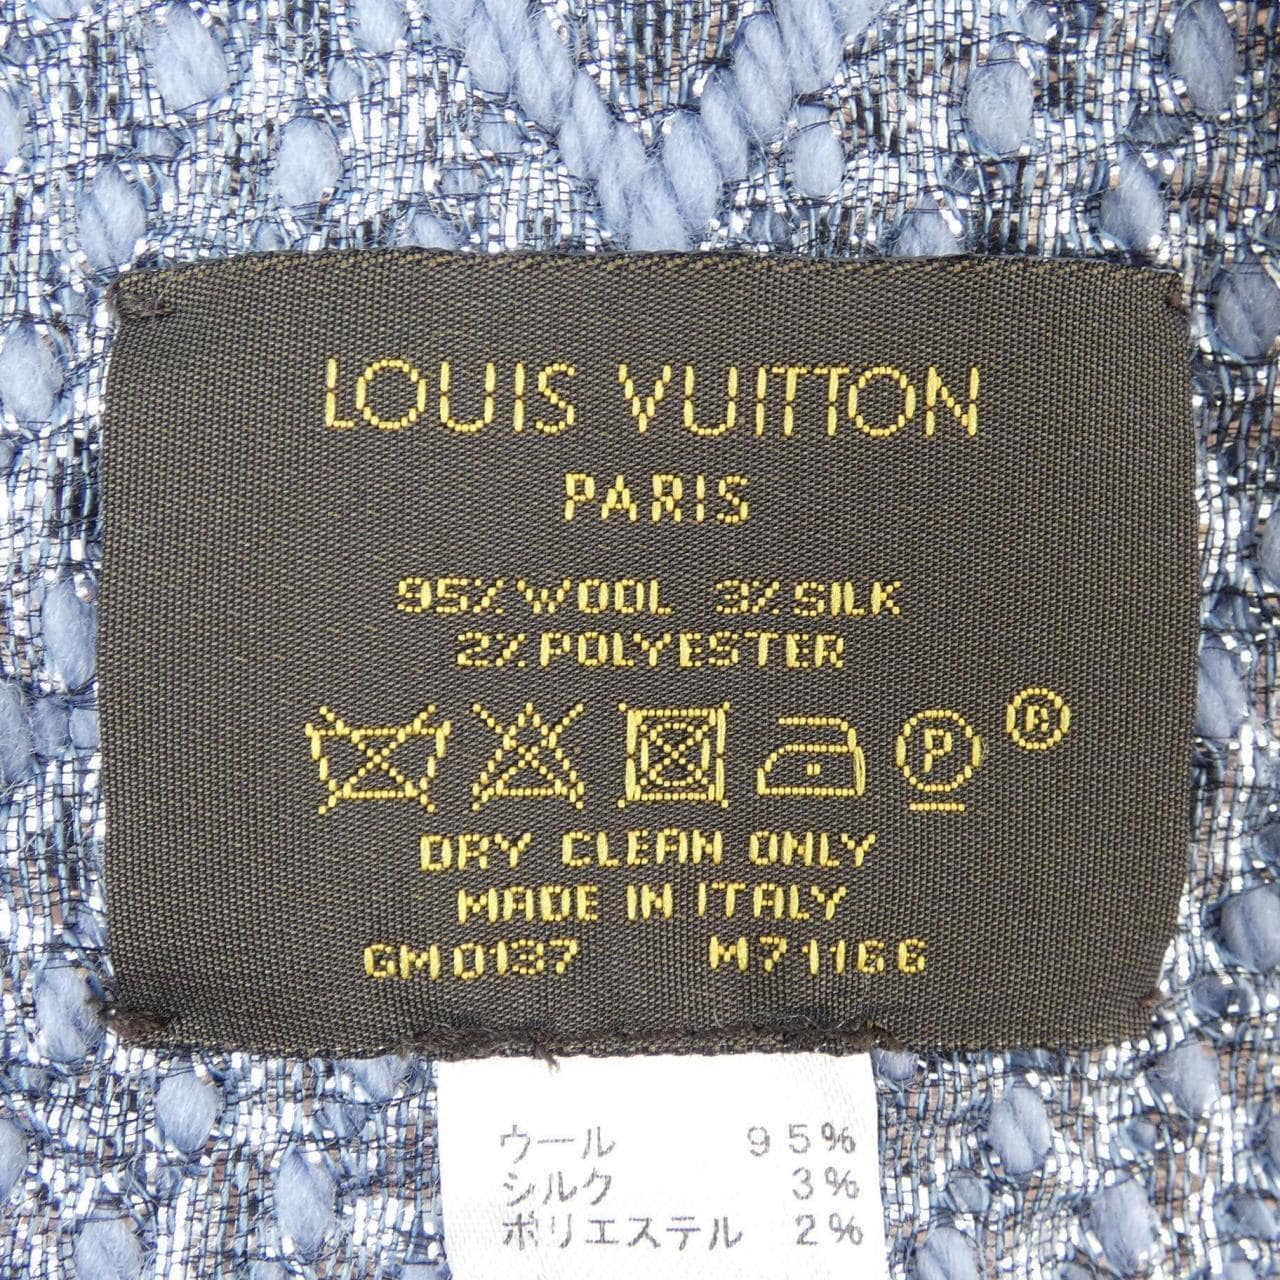 LOUIS VUITTON
PARIS
95% WOOL 3% SILK
2% POLYESTER
P ®
DRY CLEAN ONLY
MADE IN ITALY
GM0137 M71166
ウール 95%
シルク 3%
ポリエステル 2%